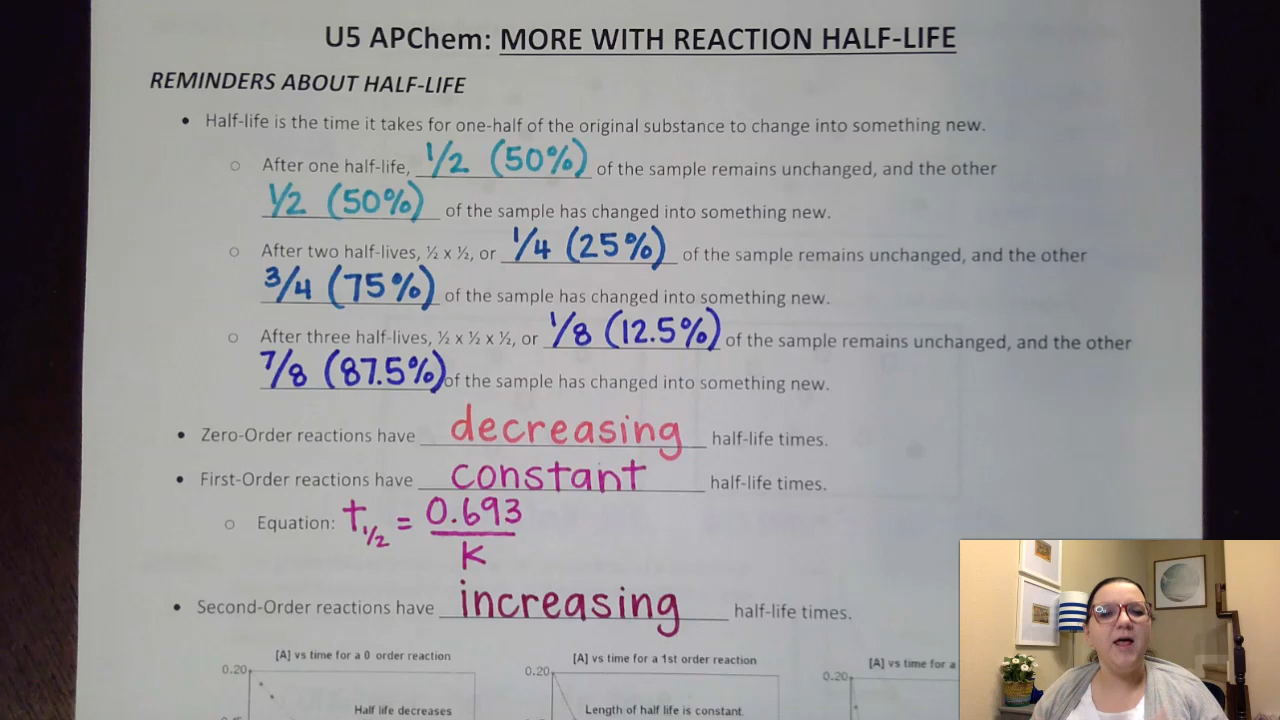 U5 APChem: MORE WITH REACTION HALF-LIFE
REMINDERS ABOUT HALF-LIFE
• Half-life is the time it takes for one-half of the original substance to change into something new.
○ After one half-life, 1/2 (50%) of the sample remains unchanged, and the other
1/2 (50%) of the sample has changed into something new.
○ After two half-lives, ½ x ½, or 1/4 (25%) of the sample remains unchanged, and the other
3/4 (75%) of the sample has changed into something new.
○ After three half-lives, ½ x ½ x ½, or 1/8 (12.5%) of the sample remains unchanged, and the other
7/8 (87.5%) of the sample has changed into something new.
• Zero-Order reactions have decreasing half-life times.
• First-Order reactions have constant half-life times.
○ Equation: t1/2 = 0.693
k
• Second-Order reactions have increasing half-life times.
[A] vs time for a 0 order reaction [A] vs time for a 1st order reaction [A] vs time for a
0.20 0.20 0.20
Half life decreases Length of half life is constant.